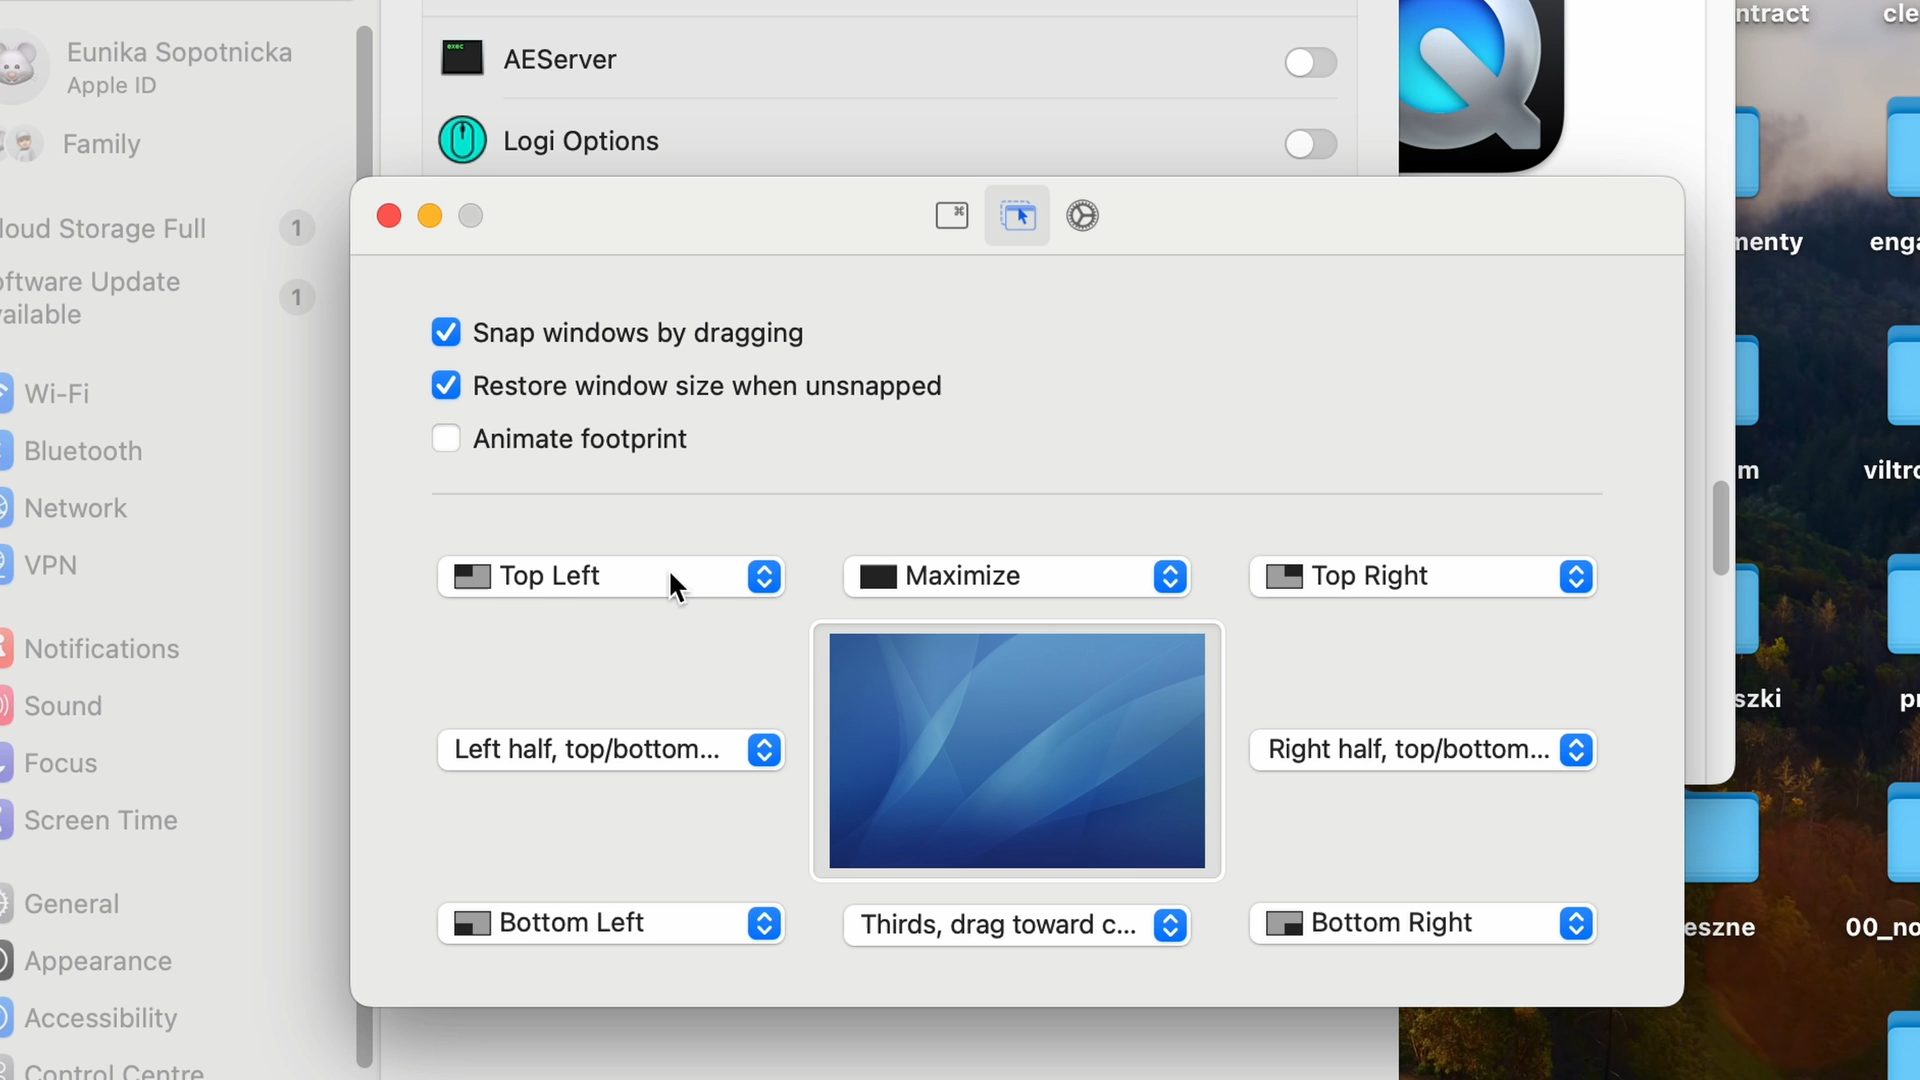 Eunika Sopotnicka
Apple ID
Family
loud Storage Full
1
oftware Update
vailable
1
Wi-Fi
Bluetooth
Network
VPN
Notifications
Sound
Focus
Screen Time
General
Appearance
Accessibility
Control Centre
exec
AEServer
Logi Options
⌘
Snap windows by dragging
Restore window size when unsnapped
Animate footprint
Top Left
Maximize
Top Right
Left half, top/bottom...
Right half, top/bottom...
Bottom Left
Thirds, drag toward c...
Bottom Right
ntract
cle
menty
enga
m
viltro
szki
pr
eszne
00_no